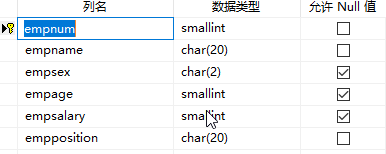 列名 数据类型 允许 Null 值
empnum smallint
empname char(20)
empsex char(2)
empage smallint
empsalary smallint
empposition char(20)